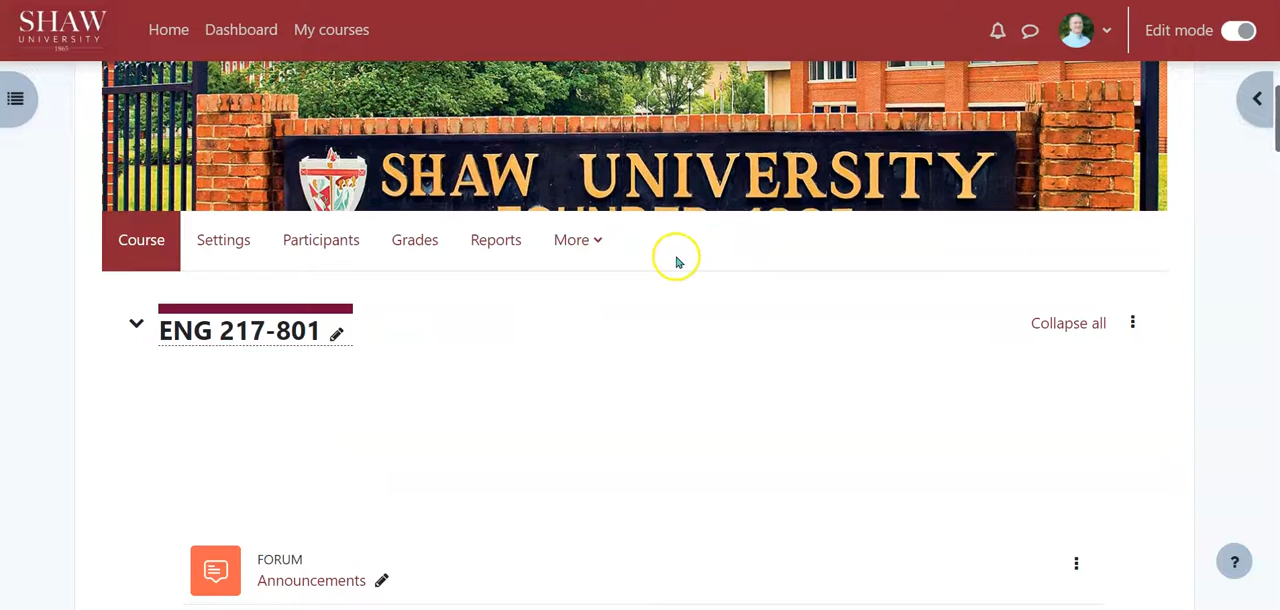 SHAW
UNIVERSITY
1865
Home Dashboard My courses
Edit mode
SHAW UNIVERSITY
Course Settings Participants Grades Reports More
ENG 217-801
Collapse all
FORUM
Announcements
?